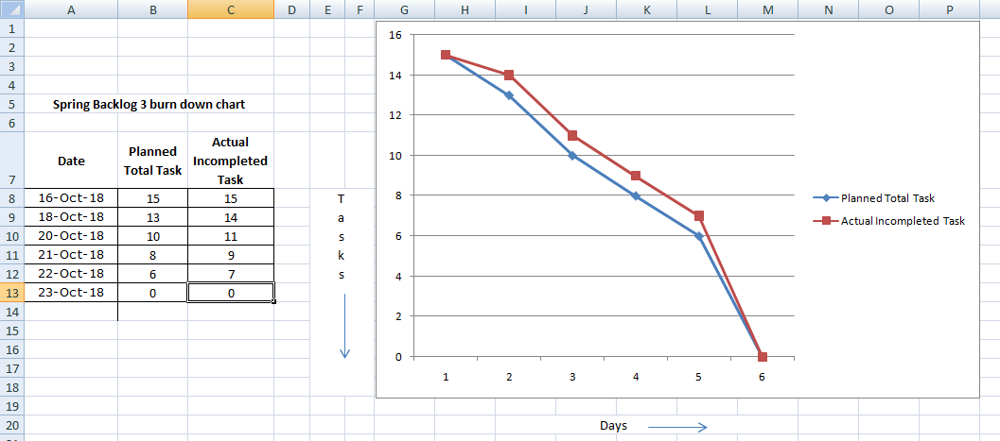 A B C D E F G H I J K L M N O P
1
2
3
4
5 Spring Backlog 3 burn down chart
6
7 Date Planned Total Task Actual Incompleted Task
8 16-Oct-18 15 15
9 18-Oct-18 13 14
10 20-Oct-18 10 11
11 21-Oct-18 8 9
12 22-Oct-18 6 7
13 23-Oct-18 0 0
14
15
16
17
18
19
20
T
a
s
k
s
16
14
12
10
8
6
4
2
0
1 2 3 4 5 6
Planned Total Task
Actual Incompleted Task
Days